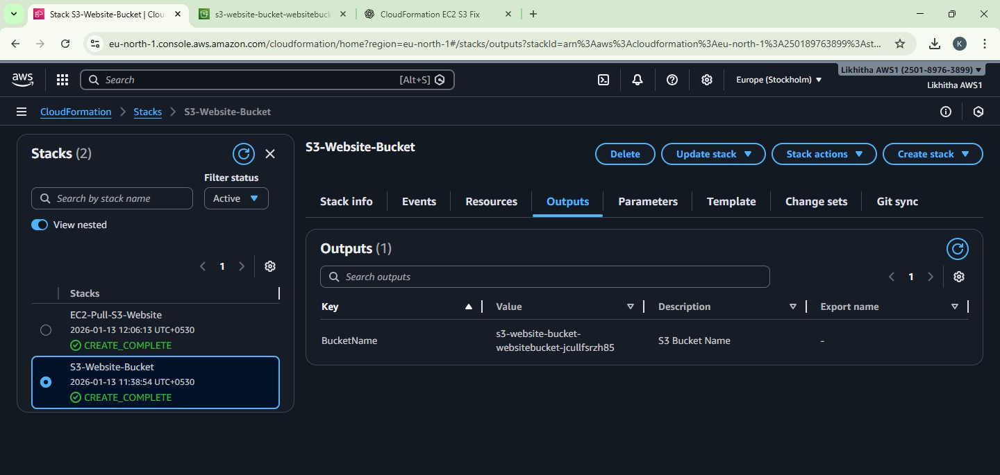 Stack S3-Website-Bucket | Clou
s3-website-bucket-websitebuck
CloudFormation EC2 S3 Fix
eu-north-1.console.aws.amazon.com/cloudformation/home?region=eu-north-1#/stacks/outputs?stackId=arn%3Aaws%3Acloudformation%3Aeu-north-1%3A250189763899%3Ast...
K
aws
Search
[Alt+S]
Europe (Stockholm)
Likhitha AWS1 (2501-8976-3899)
Likhitha AWS1
CloudFormation
Stacks
S3-Website-Bucket
Stacks (2)
Filter status
Search by stack name
Active
View nested
1
Stacks
EC2-Pull-S3-Website
2026-01-13 12:06:13 UTC+0530
CREATE_COMPLETE
S3-Website-Bucket
2026-01-13 11:38:54 UTC+0530
CREATE_COMPLETE
S3-Website-Bucket
Delete
Update stack
Stack actions
Create stack
Stack info
Events
Resources
Outputs
Parameters
Template
Change sets
Git sync
Outputs (1)
Search outputs
1
Key
Value
Description
Export name
BucketName
s3-website-bucket-
websitebucket-jcullfsrzh85
S3 Bucket Name
-